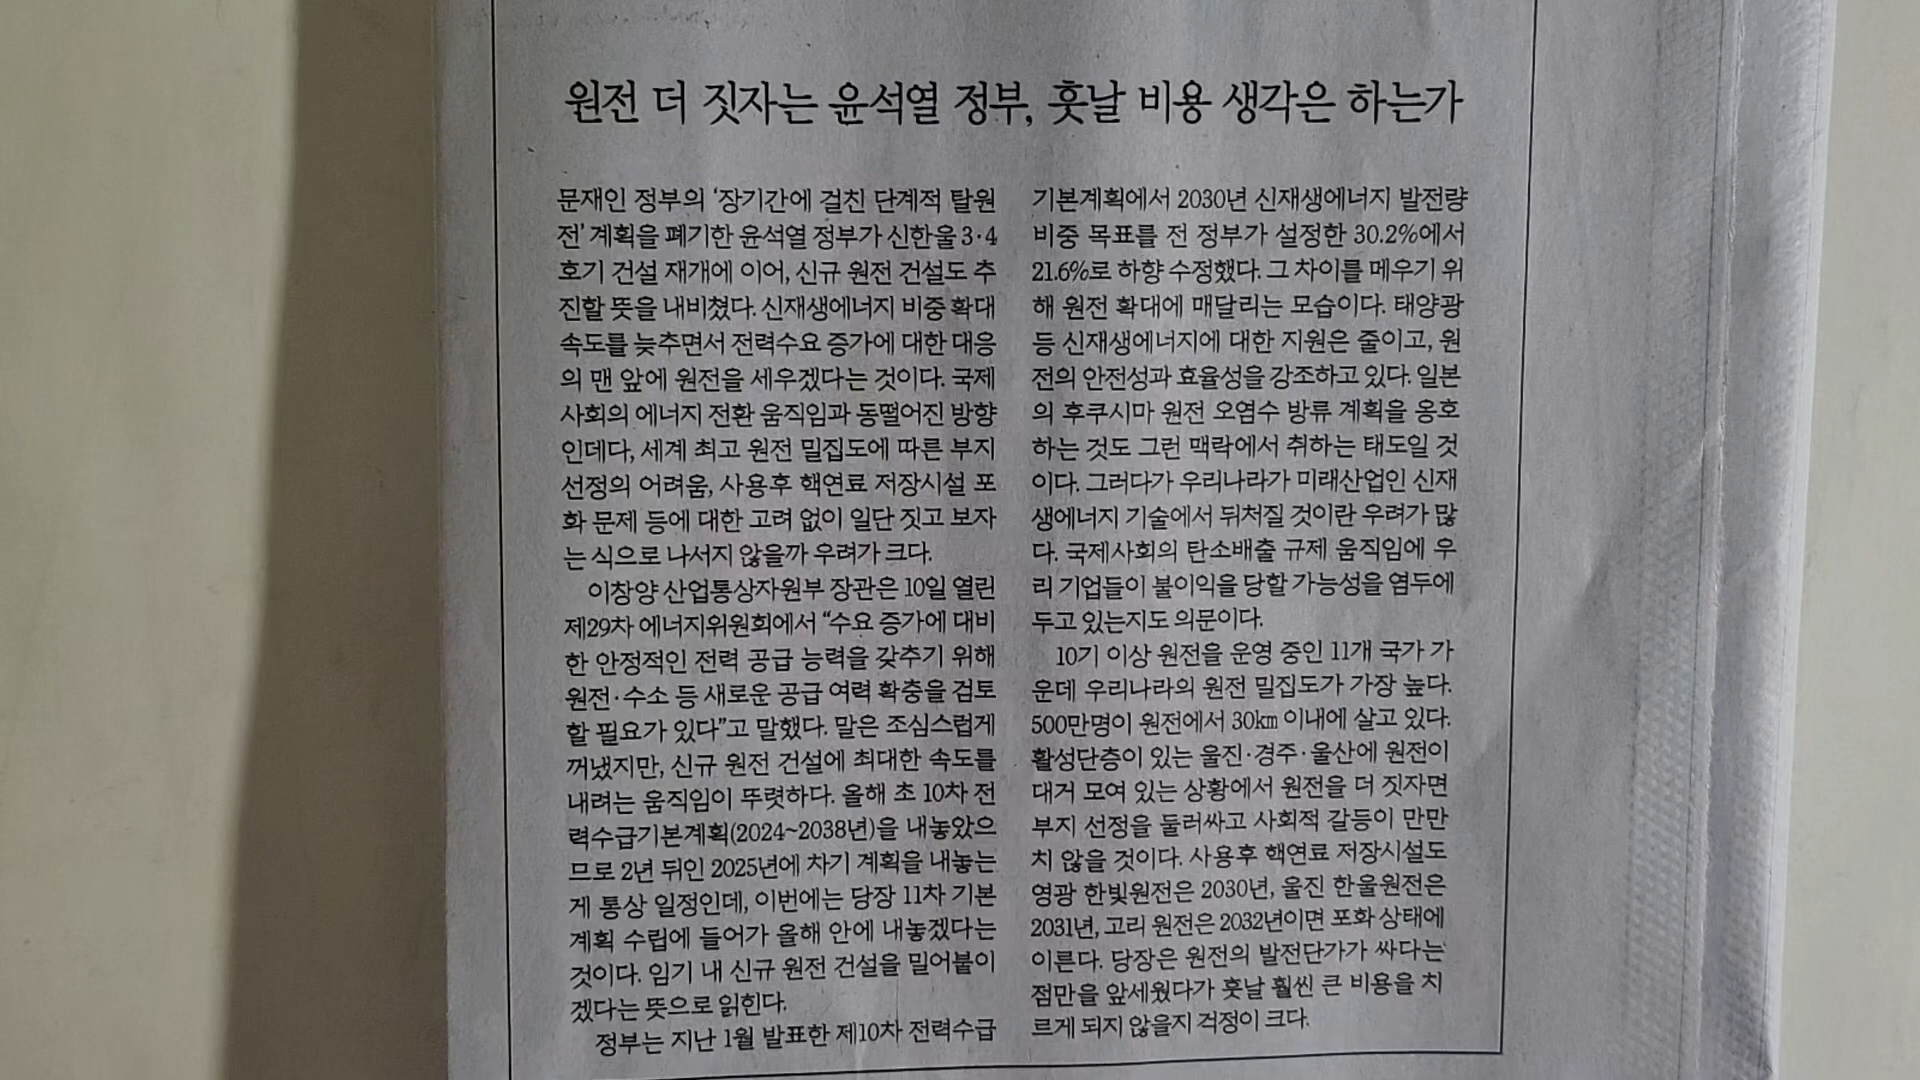 원전 더 짓자는 윤석열 정부, 훗날 비용 생각은 하는가
문재인 정부의 ‘장기간에 걸친 단계적 탈원
전’ 계획을 폐기한 윤석열 정부가 신한울 3·4
호기 건설 재개에 이어, 신규 원전 건설도 추
진할 뜻을 내비쳤다. 신재생에너지 비중 확대
속도를 늦추면서 전력수요 증가에 대한 대응
의 맨 앞에 원전을 세우겠다는 것이다. 국제
사회의 에너지 전환 움직임과 동떨어진 방향
인데다, 세계 최고 원전 밀집도에 따른 부지
선정의 어려움, 사용후 핵연료 저장시설 포
화 문제 등에 대한 고려 없이 일단 짓고 보자
는 식으로 나서지 않을까 우려가 크다.
이창양 산업통상자원부 장관은 10일 열린
제29차 에너지위원회에서 “수요 증가에 대비
한 안정적인 전력 공급 능력을 갖추기 위해
원전·수소 등 새로운 공급 여력 확충을 검토
할 필요가 있다”고 말했다. 말은 조심스럽게
꺼냈지만, 신규 원전 건설에 최대한 속도를
내려는 움직임이 뚜렷하다. 올해 초 10차 전
력수급기본계획(2024~2038년)을 내놓았으
므로 2년 뒤인 2025년에 차기 계획을 내놓는
게 통상 일정인데, 이번에는 당장 11차 기본
계획 수립에 들어가 올해 안에 내놓겠다는
것이다. 임기 내 신규 원전 건설을 밀어붙이
겠다는 뜻으로 읽힌다.
정부는 지난 1월 발표한 제10차 전력수급
기본계획에서 2030년 신재생에너지 발전량
비중 목표를 전 정부가 설정한 30.2%에서
21.6%로 하향 수정했다. 그 차이를 메우기 위
해 원전 확대에 매달리는 모습이다. 태양광
등 신재생에너지에 대한 지원은 줄이고, 원
전의 안전성과 효율성을 강조하고 있다. 일본
의 후쿠시마 원전 오염수 방류 계획을 옹호
하는 것도 그런 맥락에서 취하는 태도일 것
이다. 그러다가 우리나라가 미래산업인 신재
생에너지 기술에서 뒤처질 것이란 우려가 많
다. 국제사회의 탄소배출 규제 움직임에 우
리 기업들이 불이익을 당할 가능성을 염두에
두고 있는지도 의문이다.
10기 이상 원전을 운영 중인 11개 국가 가
운데 우리나라의 원전 밀집도가 가장 높다.
500만명이 원전에서 30㎞ 이내에 살고 있다.
활성단층이 있는 울진·경주·울산에 원전이
대거 모여 있는 상황에서 원전을 더 짓자면
부지 선정을 둘러싸고 사회적 갈등이 만만
치 않을 것이다. 사용후 핵연료 저장시설도
영광 한빛원전은 2030년, 울진 한울원전은
2031년, 고리 원전은 2032년이면 포화 상태에
이른다. 당장은 원전의 발전단가가 싸다는
점만을 앞세웠다가 훗날 훨씬 큰 비용을 치
르게 되지 않을지 걱정이 크다.